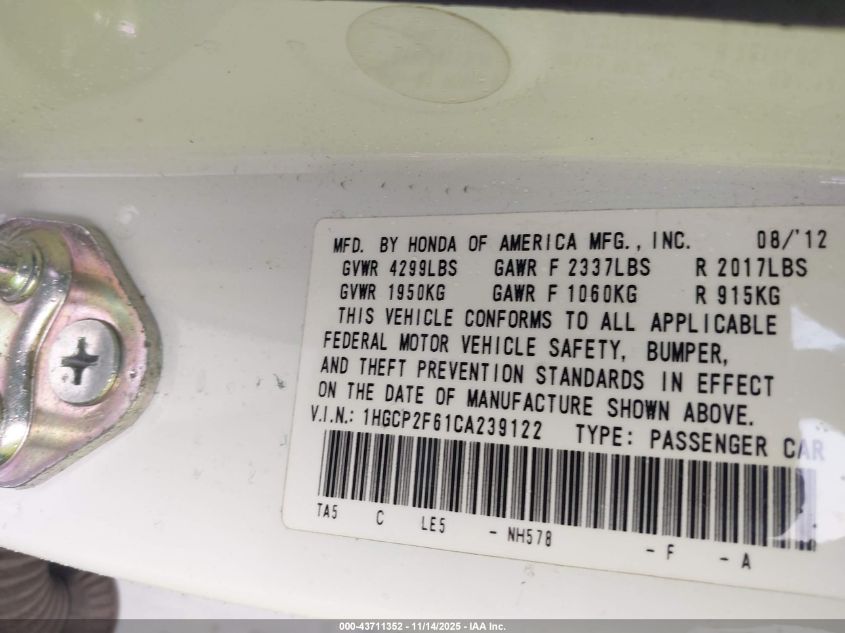 MFD. BY HONDA OF AMERICA MFG., INC. 08/'12
GVWR 4299LBS GAWR F 2337LBS R 2017LBS
GVWR 1950KG GAWR F 1060KG R 915KG
THIS VEHICLE CONFORMS TO ALL APPLICABLE
FEDERAL MOTOR VEHICLE SAFETY, BUMPER,
AND THEFT PREVENTION STANDARDS IN EFFECT
ON THE DATE OF MANUFACTURE SHOWN ABOVE.
V.I.N.: 1HGCP2F61CA239122 TYPE: PASSENGER CAR
TA5 C LE5 - NH578 - F - A
000-43711352 | 11/14/2025 - IAA Inc.